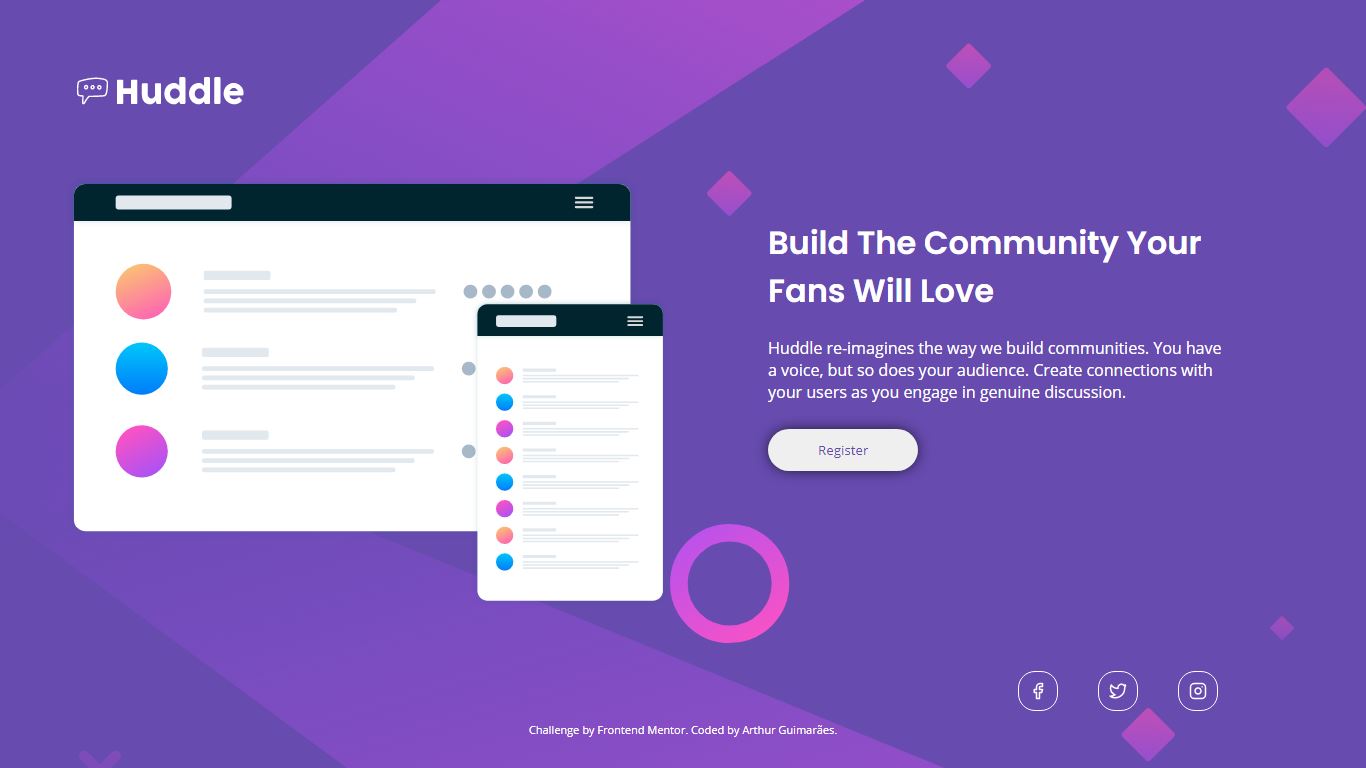 Huddle
Build The Community Your
Fans Will Love
Huddle re-imagines the way we build communities. You have
a voice, but so does your audience. Create connections with
your users as you engage in genuine discussion.
Register
Challenge by Frontend Mentor. Coded by Arthur Guimarães.